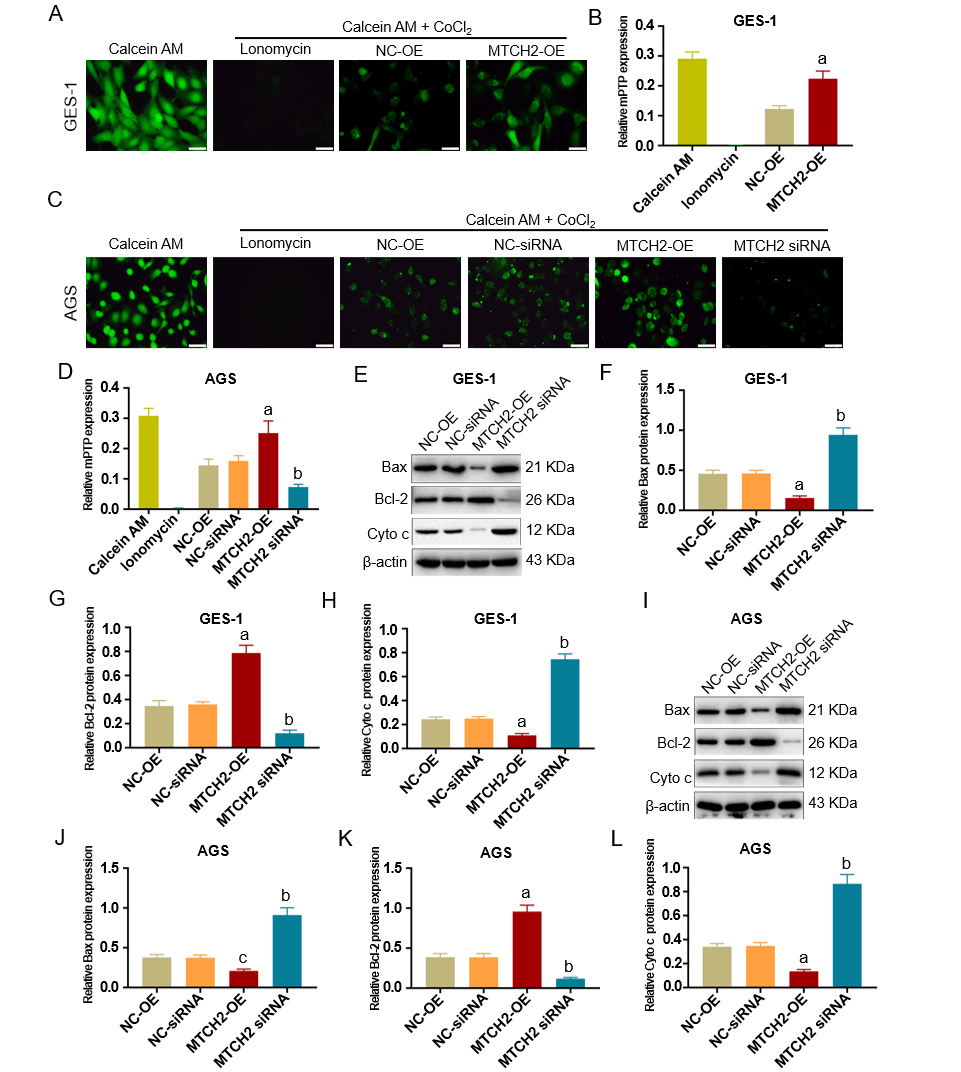 A
Calcein AM + CoCl2
Calcein AM
Lonomycin
NC-OE
MTCH2-OE
GES-1
B
GES-1
Relative mPTP expression
0.4
0.3
0.2
0.1
0.0
a
Calcein AM
Ionomycin
NC-OE
MTCH2-OE
C
Calcein AM + CoCl2
Calcein AM
Lonomycin
NC-OE
NC-siRNA
MTCH2-OE
MTCH2 siRNA
AGS
D
AGS
Relative mPTP expression
0.4
0.3
0.2
0.1
0.0
a
b
Calcein AM
Ionomycin
NC-OE
NC-siRNA
MTCH2-OE
MTCH2 siRNA
E
GES-1
NC-OE
NC-siRNA
MTCH2-OE
MTCH2 siRNA
Bax 21 KDa
Bcl-2 26 KDa
Cyto c 12 KDa
β-actin 43 KDa
F
GES-1
Relative Bax protein expression
1.5
1.0
0.5
0.0
a
b
NC-OE
NC-siRNA
MTCH2-OE
MTCH2 siRNA
G
GES-1
Relative Bcl-2 protein expression
1.0
0.8
0.6
0.4
0.2
0.0
a
b
NC-OE
NC-siRNA
MTCH2-OE
MTCH2 siRNA
H
GES-1
Relative Cyto c protein expression
1.0
0.8
0.6
0.4
0.2
0.0
a
b
NC-OE
NC-siRNA
MTCH2-OE
MTCH2 siRNA
I
AGS
NC-OE
NC-siRNA
MTCH2-OE
MTCH2 siRNA
Bax 21 KDa
Bcl-2 26 KDa
Cyto c 12 KDa
β-actin 43 KDa
J
AGS
Relative Bax protein expression
1.5
1.0
0.5
0.0
c
b
NC-OE
NC-siRNA
MTCH2-OE
MTCH2 siRNA
K
AGS
Relative Bcl-2 protein expression
1.5
1.0
0.5
0.0
a
b
NC-OE
NC-siRNA
MTCH2-OE
MTCH2 siRNA
L
AGS
Relative Cyto c protein expression
1.0
0.8
0.6
0.4
0.2
0.0
a
b
NC-OE
NC-siRNA
MTCH2-OE
MTCH2 siRNA